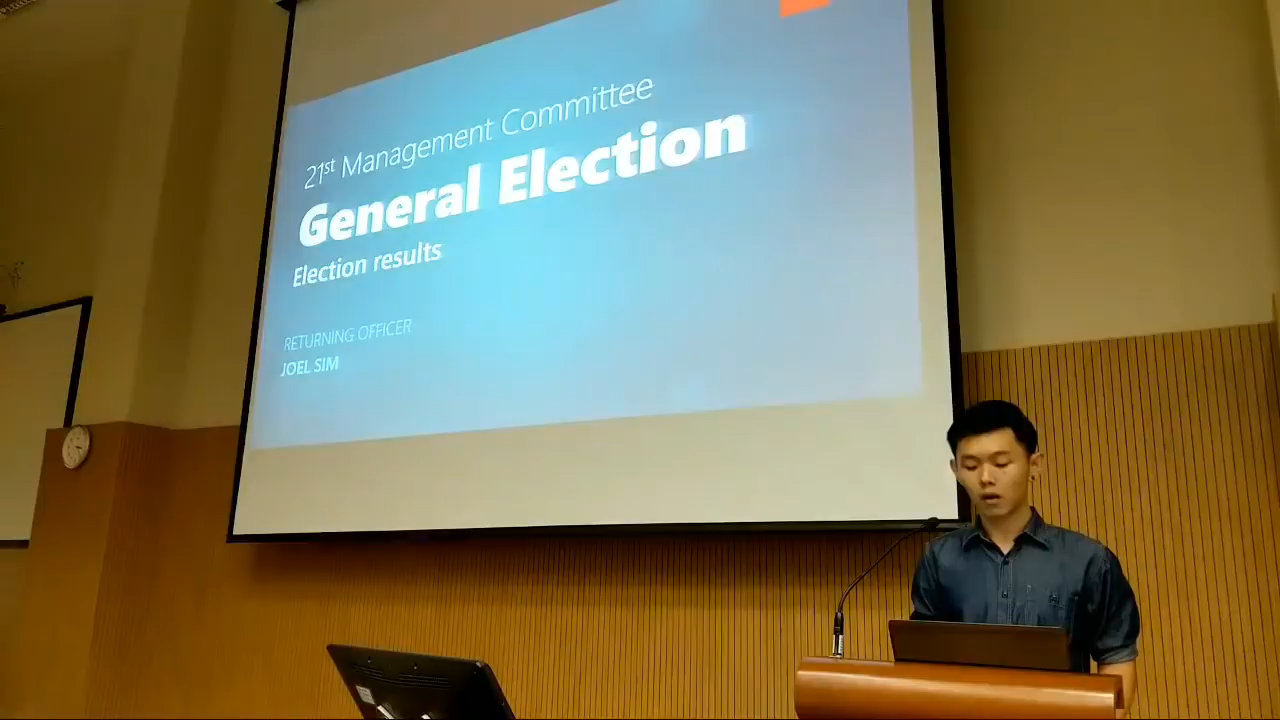 21st Management Committee
General Election
Election results
RETURNING OFFICER
JOEL SIM